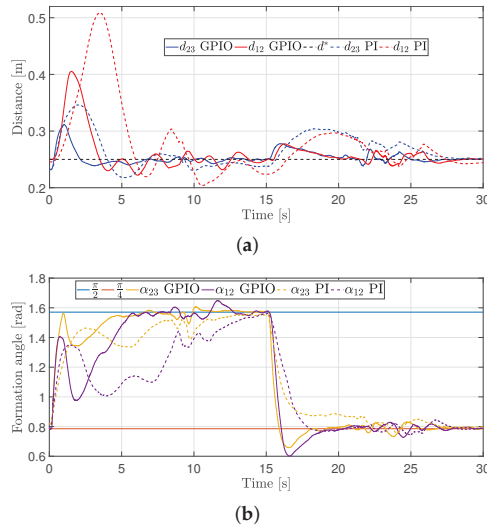 d₂₃ GPIO d₁₂ GPIO d* d₂₃ PI d₁₂ PI
Distance [m]
0.5
0.4
0.3
0.2
0 5 10 15 20 25 30
Time [s]
(a)
π/2 π/4 α₂₃ GPIO α₁₂ GPIO α₂₃ PI α₁₂ PI
Formation angle [rad]
1.8
1.6
1.4
1.2
1
0.8
0.6
0 5 10 15 20 25 30
Time [s]
(b)